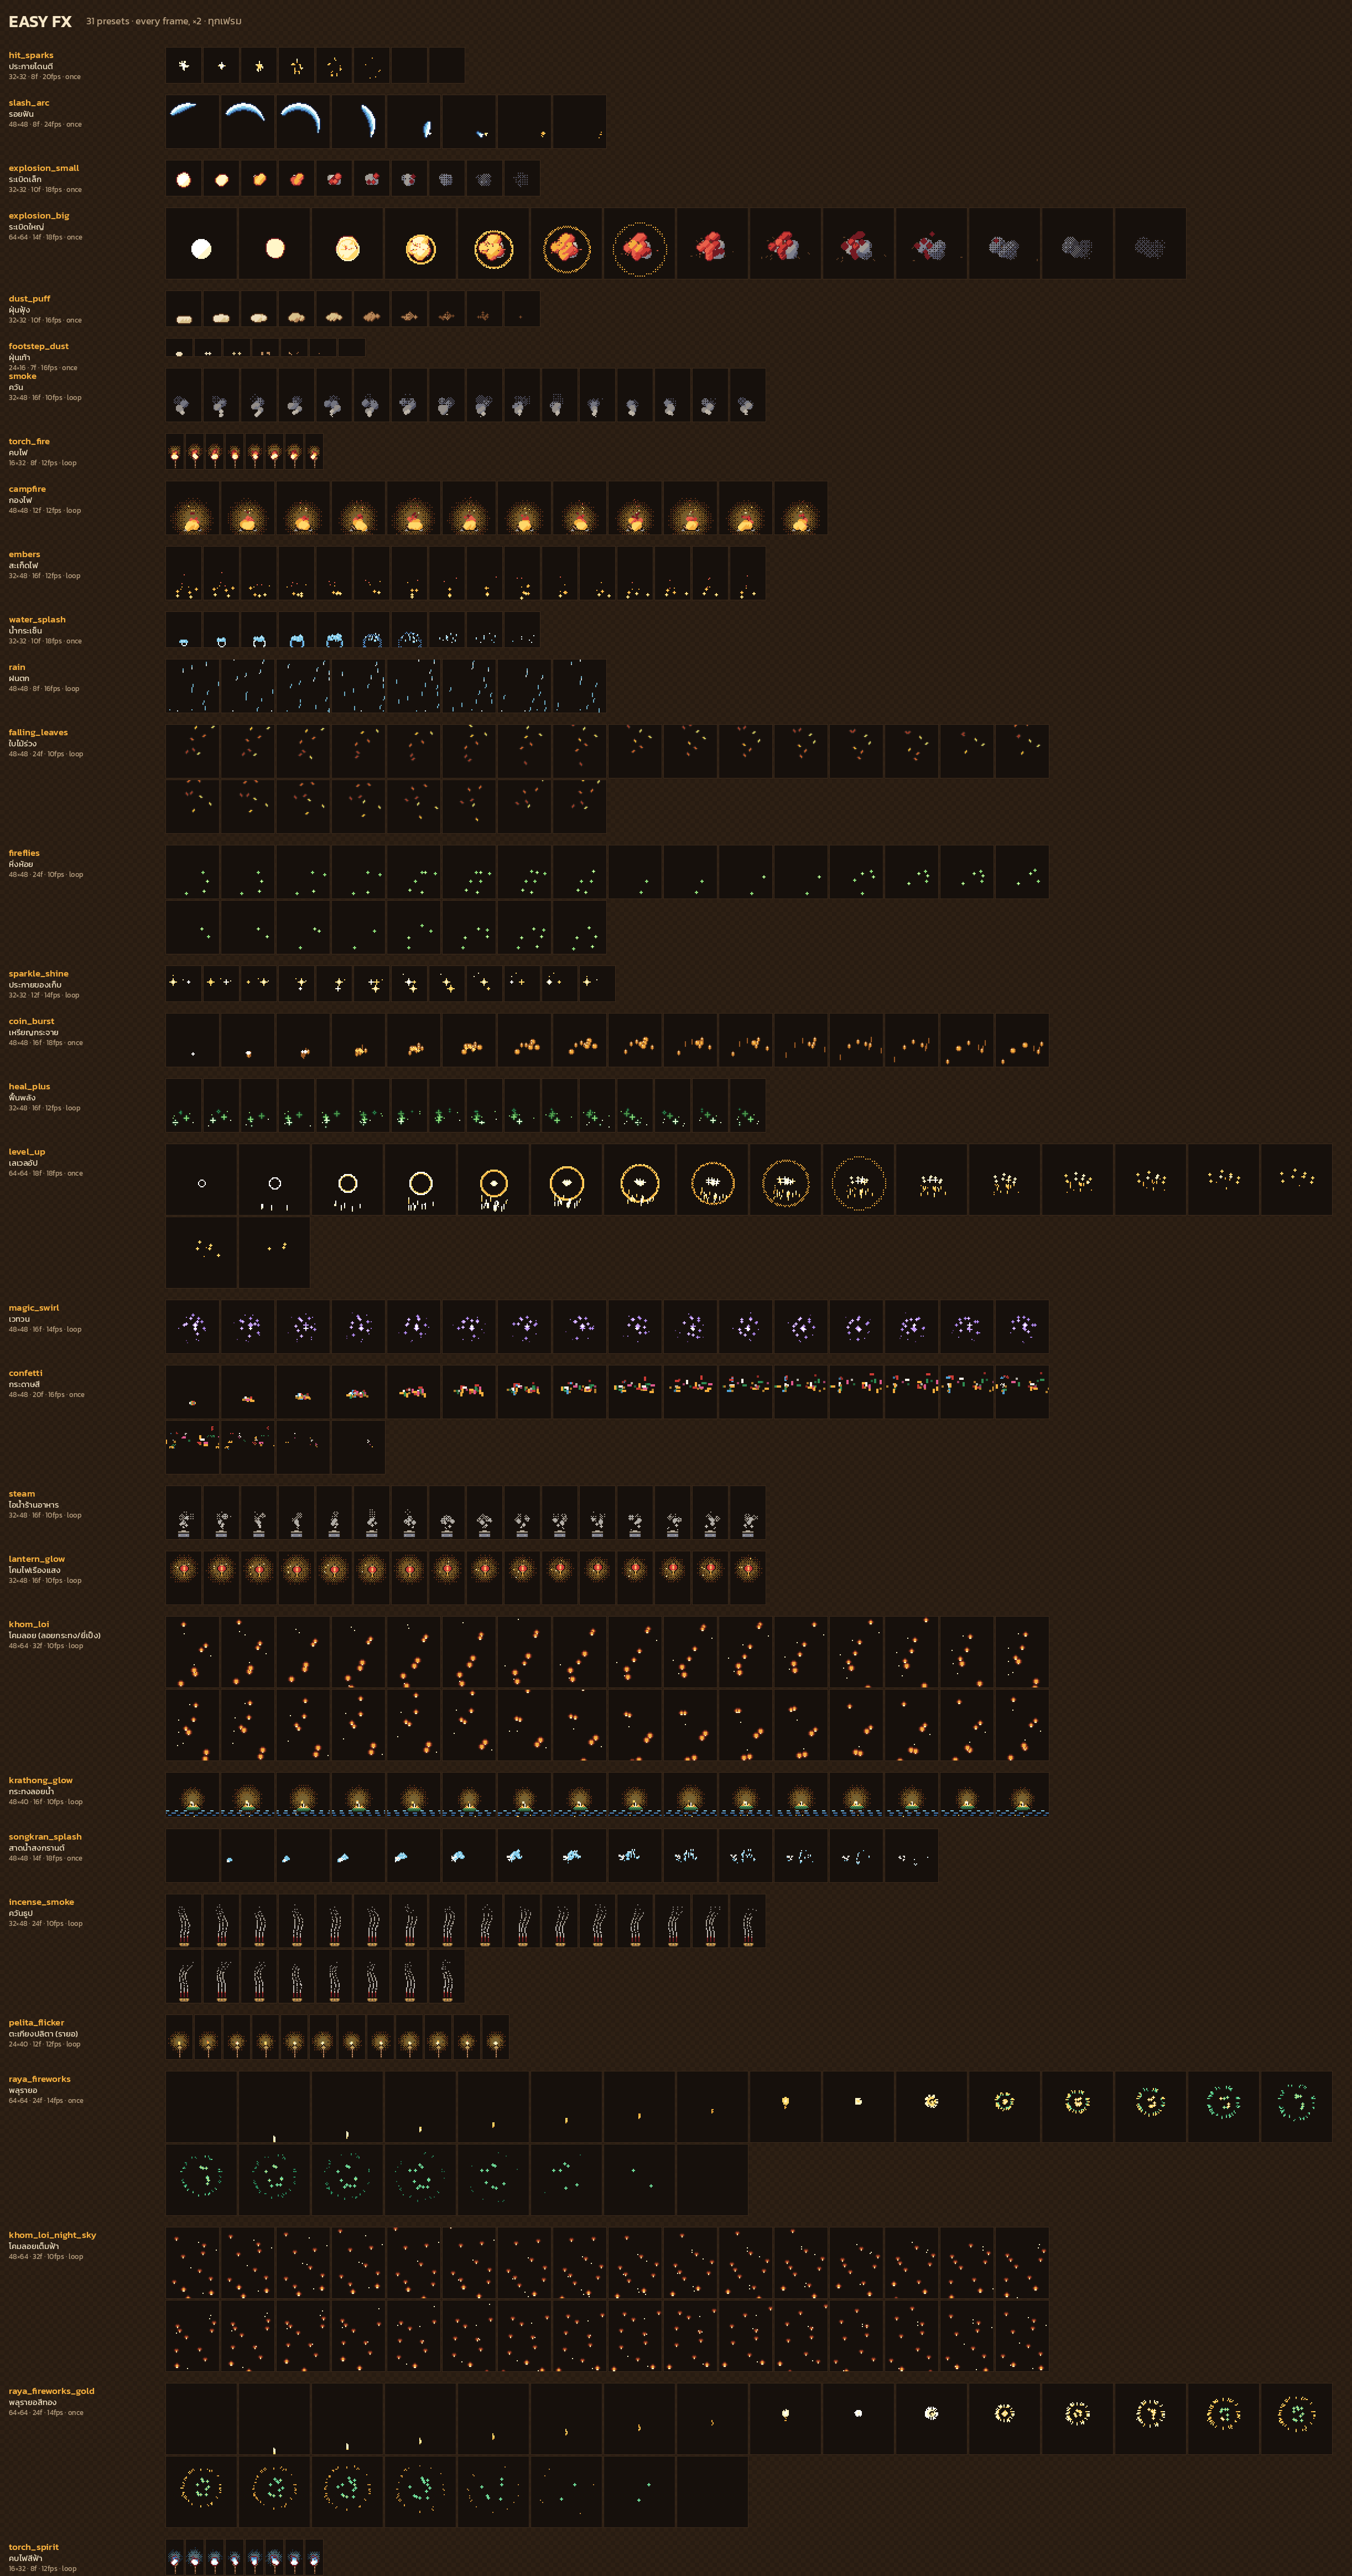 EASY FX 31 presets · every frame, ×2 · ทุกเฟรม
hit_sparks
ประกายโดนตี
32×32 · 8f · 20fps · once
slash_arc
รอยฟัน
48×48 · 8f · 24fps · once
explosion_small
ระเบิดเล็ก
32×32 · 10f · 18fps · once
explosion_big
ระเบิดใหญ่
64×64 · 14f · 18fps · once
dust_puff
ฝุ่นฟุ้ง
32×32 · 10f · 16fps · once
footstep_dust
ฝุ่นเท้า
24×16 · 7f · 16fps · once
smoke
ควัน
32×48 · 16f · 10fps · loop
torch_fire
คบไฟ
16×32 · 8f · 12fps · loop
campfire
กองไฟ
48×48 · 12f · 12fps · loop
embers
สะเก็ดไฟ
32×48 · 16f · 12fps · loop
water_splash
น้ำกระเซ็น
32×32 · 10f · 18fps · once
rain
ฝนตก
48×48 · 8f · 16fps · loop
falling_leaves
ใบไม้ร่วง
48×48 · 24f · 10fps · loop
fireflies
หิ่งห้อย
48×48 · 24f · 10fps · loop
sparkle_shine
ประกายของเก็บ
32×32 · 12f · 14fps · loop
coin_burst
เหรียญกระจาย
48×48 · 16f · 18fps · once
heal_plus
ฟื้นพลัง
32×48 · 16f · 12fps · loop
level_up
เลเวลอัป
64×64 · 18f · 18fps · once
magic_swirl
เวทวน
48×48 · 16f · 14fps · loop
confetti
กระดาษสี
48×48 · 20f · 16fps · once
steam
ไอน้ำร้านอาหาร
32×48 · 16f · 10fps · loop
lantern_glow
โคมไฟเรืองแสง
32×48 · 16f · 10fps · loop
khom_loi
โคมลอย (ลอยกระทง/ยี่เป็ง)
48×64 · 32f · 10fps · loop
krathong_glow
กระทงลอยน้ำ
48×40 · 16f · 10fps · loop
songkran_splash
สาดน้ำสงกรานต์
48×48 · 14f · 18fps · once
incense_smoke
ควันธูป
32×48 · 24f · 10fps · loop
pelita_flicker
ตะเกียงปลิตา (รายอ)
24×40 · 12f · 12fps · loop
raya_fireworks
พลุรายอ
64×64 · 24f · 14fps · once
khom_loi_night_sky
โคมลอยเต็มฟ้า
48×64 · 32f · 10fps · loop
raya_fireworks_gold
พลุรายอสีทอง
64×64 · 24f · 14fps · once
torch_spirit
คบไฟสีฟ้า
16×32 · 8f · 12fps · loop